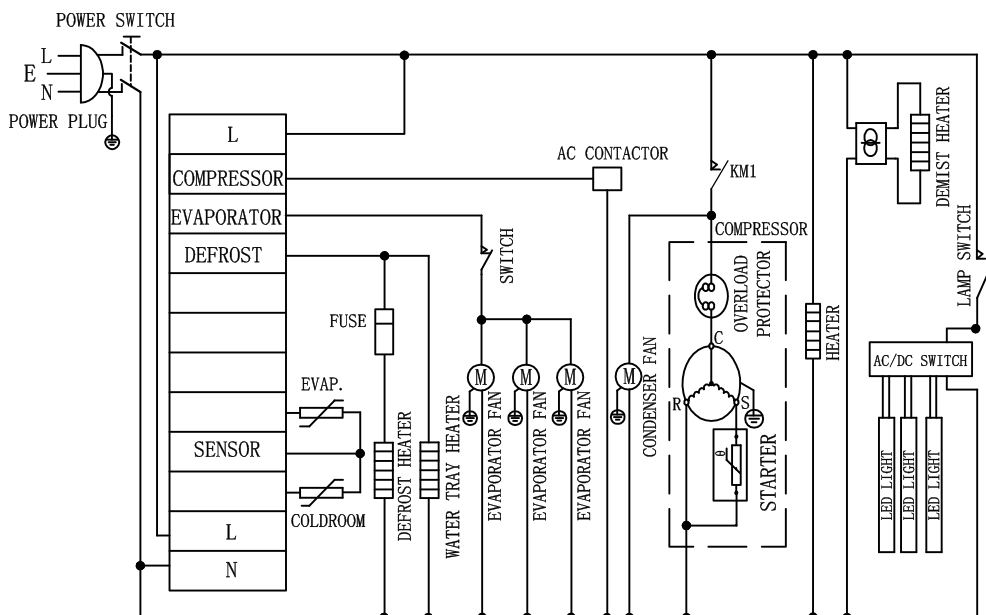 POWER SWITCH
L
E
N
POWER PLUG
L
COMPRESSOR
EVAPORATOR
DEFROST
SENSOR
L
N
FUSE
EVAP.
COLDROOM
DEFROST HEATER
WATER TRAY HEATER
SWITCH
M
M
M
M
EVAPORATOR FAN
EVAPORATOR FAN
EVAPORATOR FAN
AC CONTACTOR
CONDENSER FAN
KM1
COMPRESSOR
OVERLOAD
PROTECTOR
C
R
S
θ
STARTER
HEATER
DEMIST HEATER
LAMP SWITCH
AC/DC SWITCH
LED LIGHT
LED LIGHT
LED LIGHT